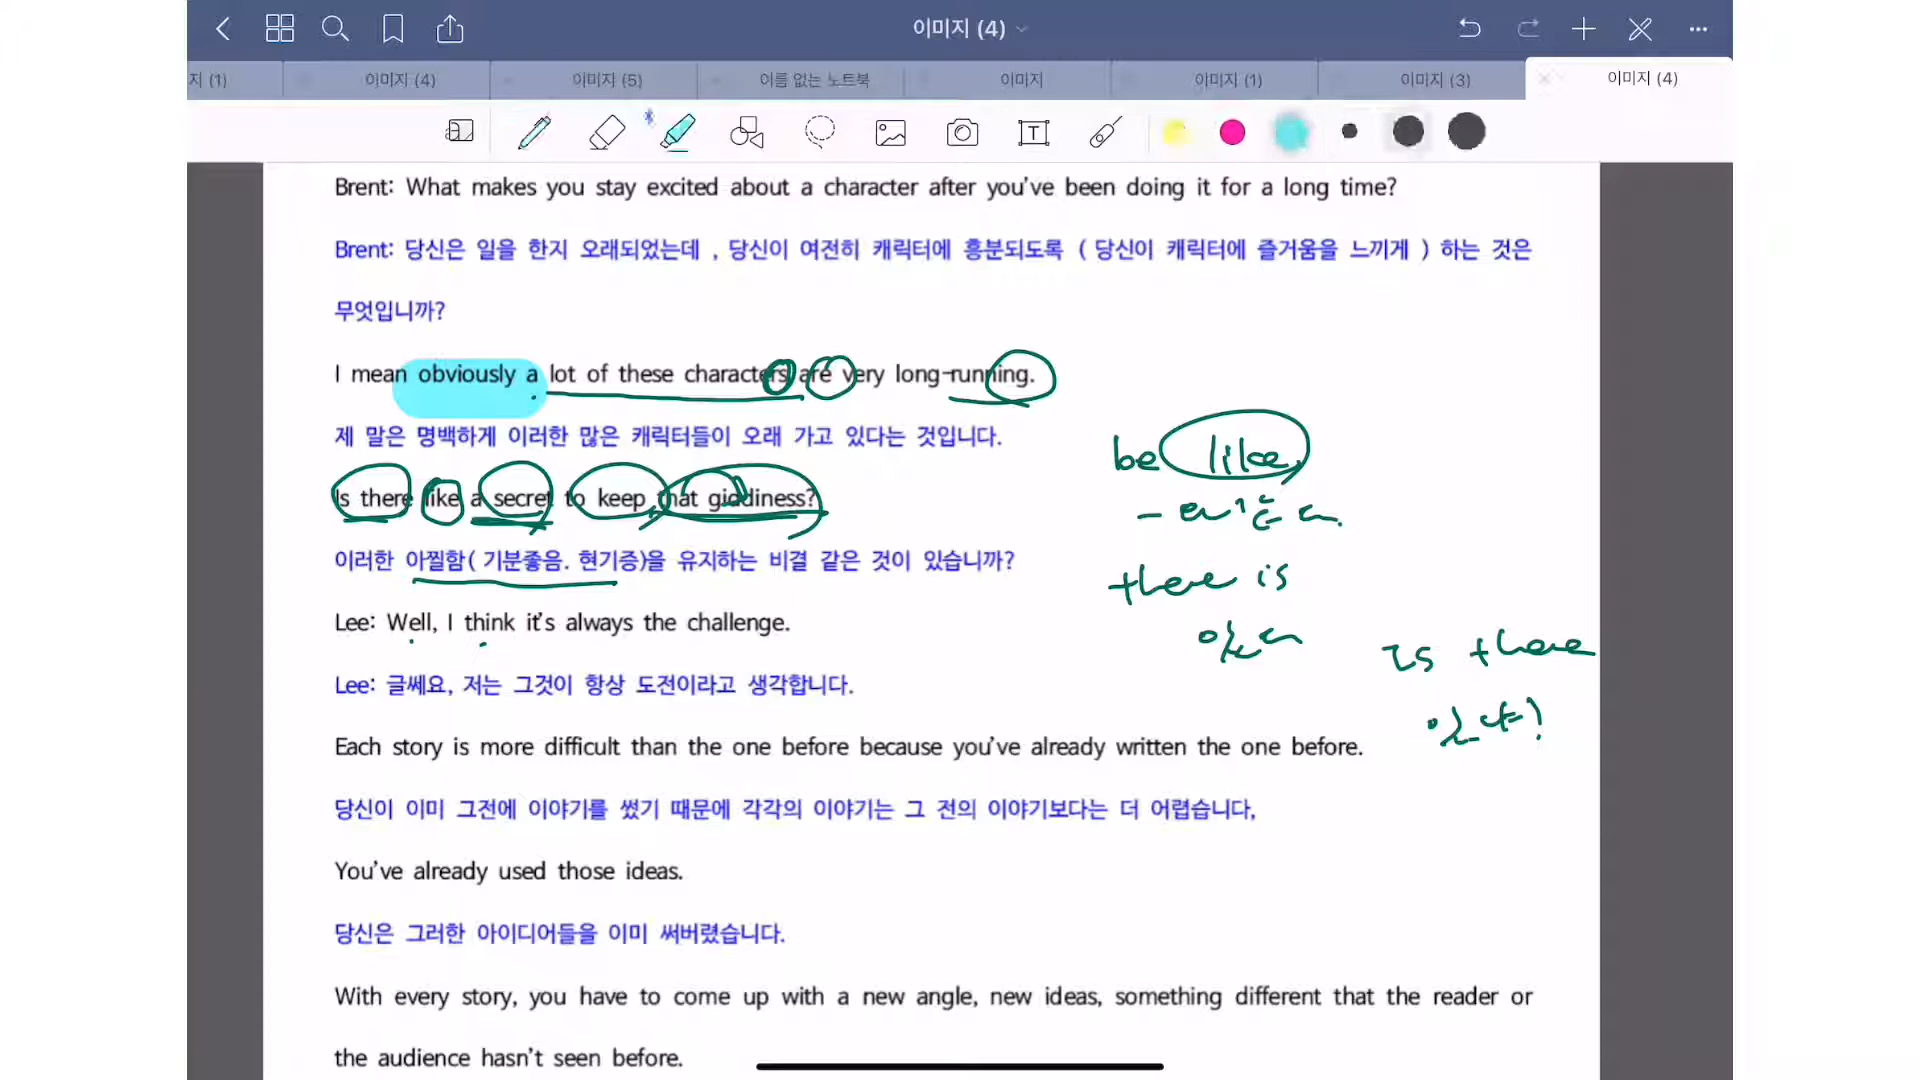 이미지 (4)
지 (1)
이미지 (4)
이미지 (5)
이름 없는 노트북
이미지
이미지 (1)
이미지 (3)
이미지 (4)
Brent: What makes you stay excited about a character after you've been doing it for a long time?
Brent: 당신은 일을 한지 오래되었는데 , 당신이 여전히 캐릭터에 흥분되도록 ( 당신이 캐릭터에 즐거움을 느끼게 ) 하는 것은
무엇입니까?
I mean obviously a lot of these characters are very long-running.
제 말은 명백하게 이러한 많은 캐릭터들이 오래 가고 있다는 것입니다.
be like
Is there like a secret to keep that giddiness?
이러한 아찔함( 기분좋음. 현기증)을 유지하는 비결 같은 것이 있습니까?
there is
Lee: Well, I think it's always the challenge.
있다
is there
Lee: 글쎄요, 저는 그것이 항상 도전이라고 생각합니다.
있냐?
Each story is more difficult than the one before because you've already written the one before.
당신이 이미 그전에 이야기를 썼기 때문에 각각의 이야기는 그 전의 이야기보다는 더 어렵습니다,
You've already used those ideas.
당신은 그러한 아이디어들을 이미 써버렸습니다.
With every story, you have to come up with a new angle, new ideas, something different that the reader or
the audience hasn't seen before.